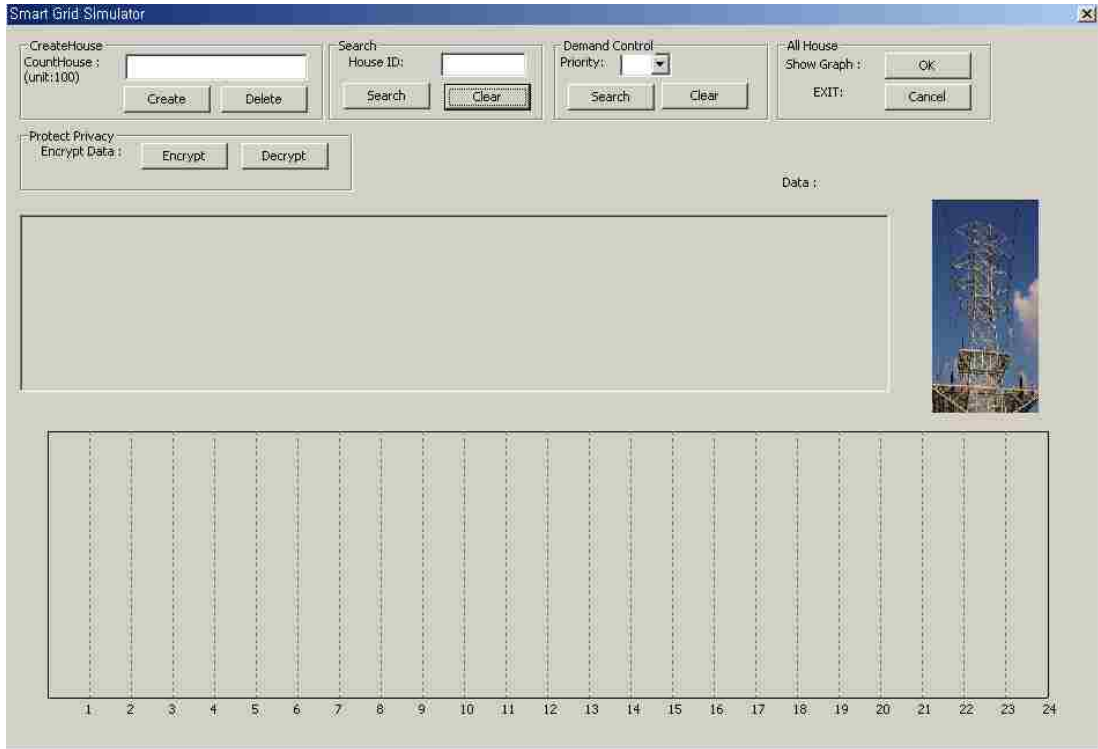 Smart Grid Simulator
CreateHouse
CountHouse :
(unit:100)
Create
Delete
Search
House ID:
Search
Clear
Demand Control
Priority:
Search
Clear
All House
Show Graph :
OK
EXIT:
Cancel
Protect Privacy
Encrypt Data :
Encrypt
Decrypt
Data :
1 2 3 4 5 6 7 8 9 10 11 12 13 14 15 16 17 18 19 20 21 22 23 24